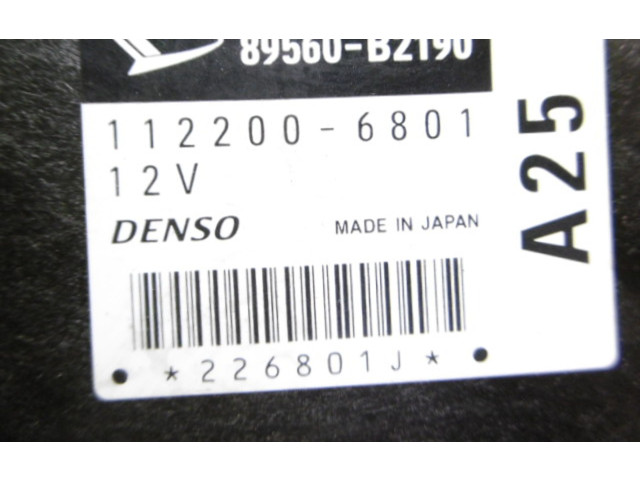 89560-B2190
112200-6801
12V
DENSO MADE IN JAPAN
*226801J*
A25